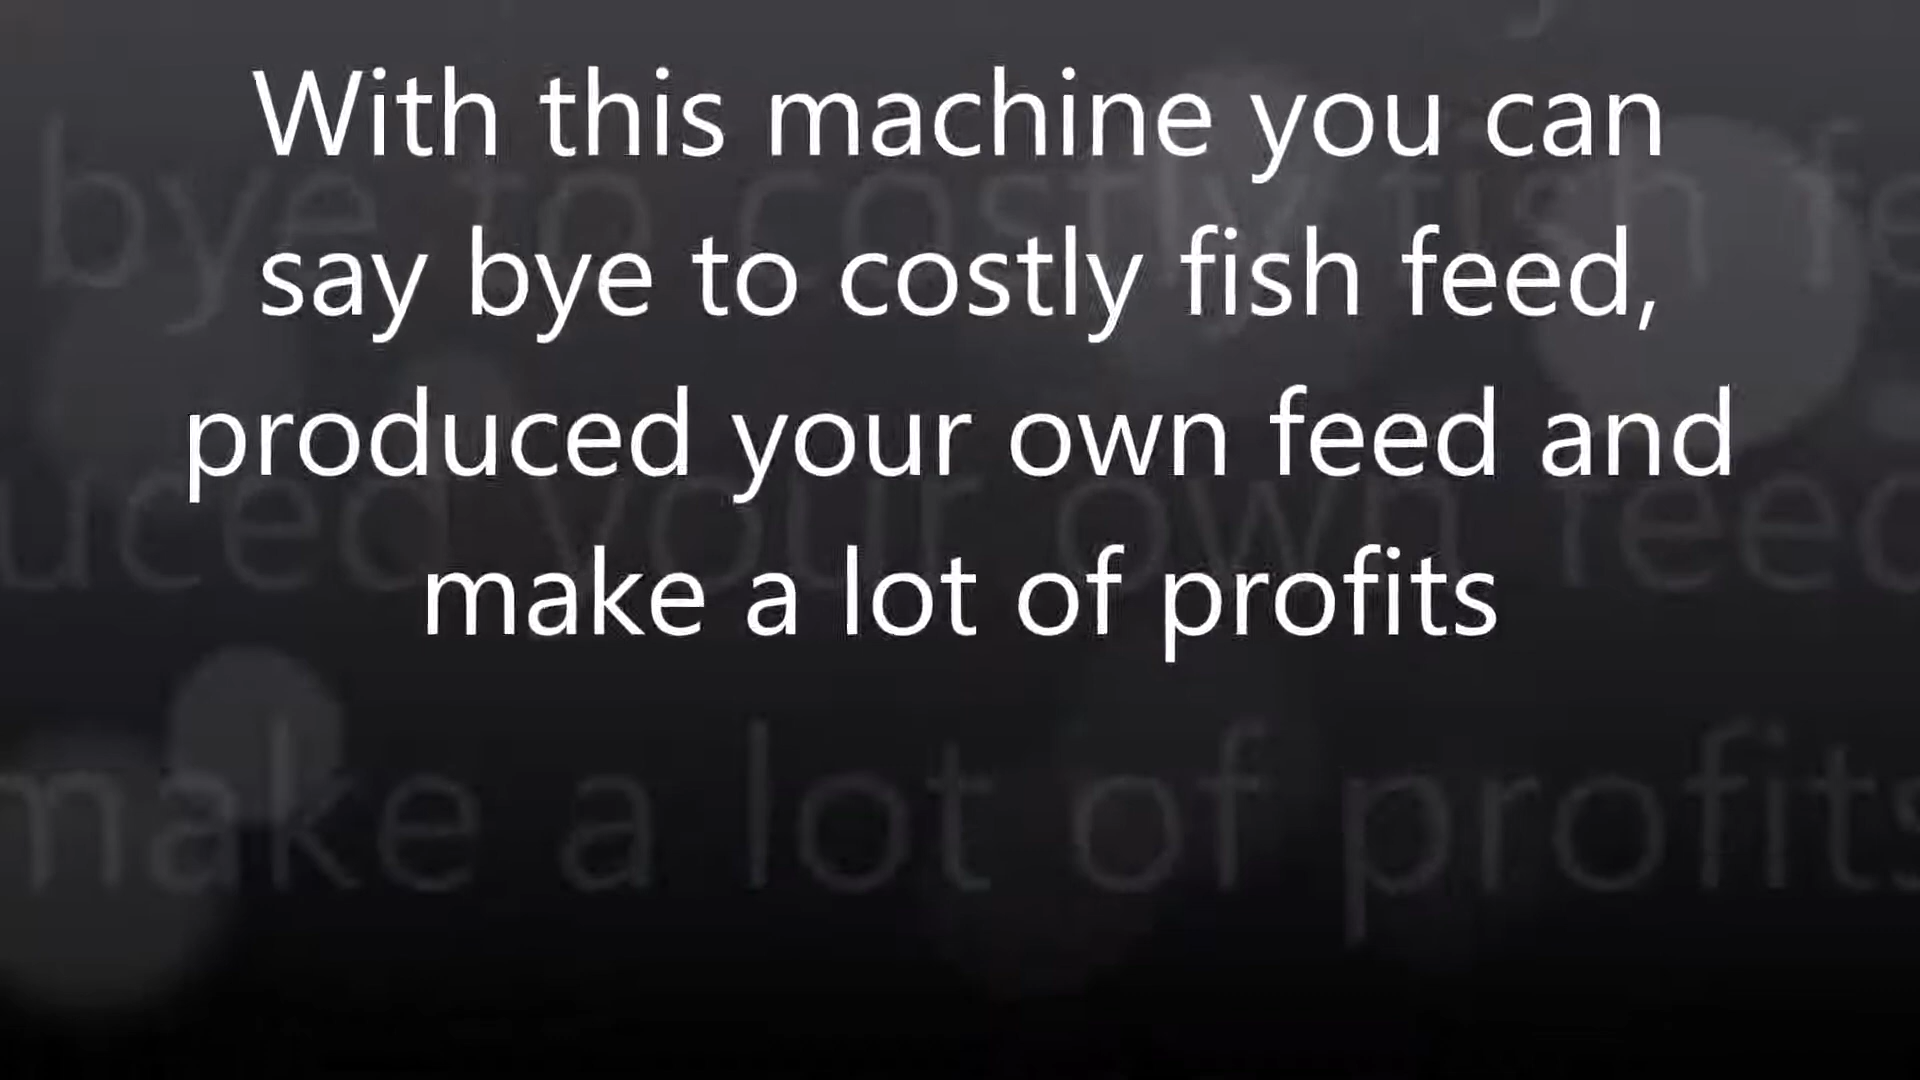 With this machine you can
say bye to costly fish feed,
produced your own feed and
make a lot of profits